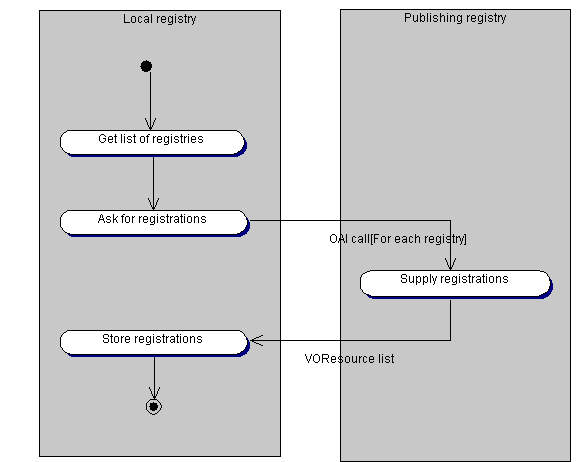 Local registry
Publishing registry
Get list of registries
Ask for registrations
OAI call[For each registry]
Supply registrations
Store registrations
VOResource list